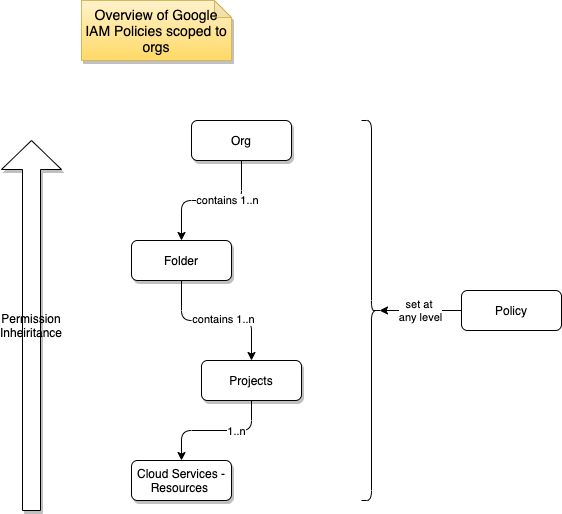 Overview of Google
IAM Policies scoped to
orgs
Org
contains 1..n
Folder
Permission
Inheiritance
contains 1..n
set at
any level
Policy
Projects
1..n
Cloud Services -
Resources